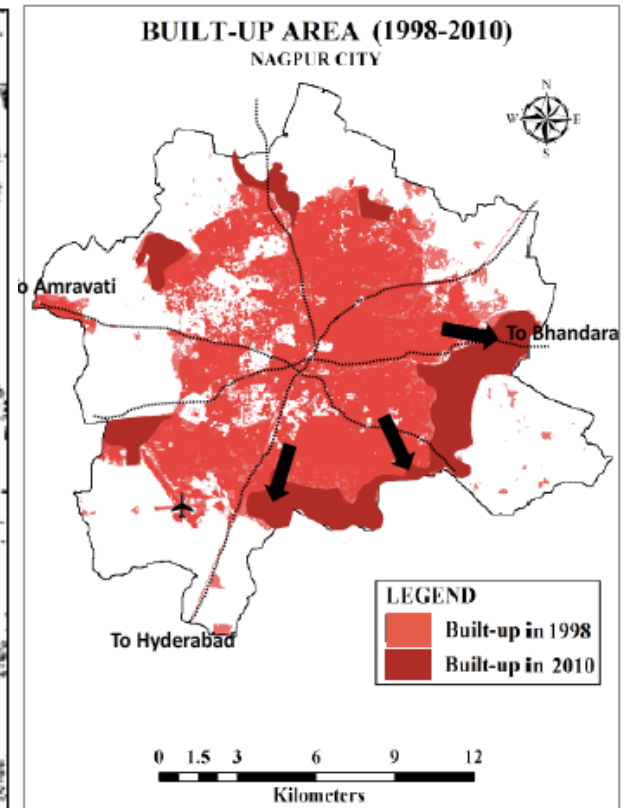 BUILT-UP AREA (1998-2010)
NAGPUR CITY
N
W E
S
o Amravati
To Bhandara
To Hyderabad
LEGEND
Built-up in 1998
Built-up in 2010
0 1.5 3 6 9 12
Kilometers